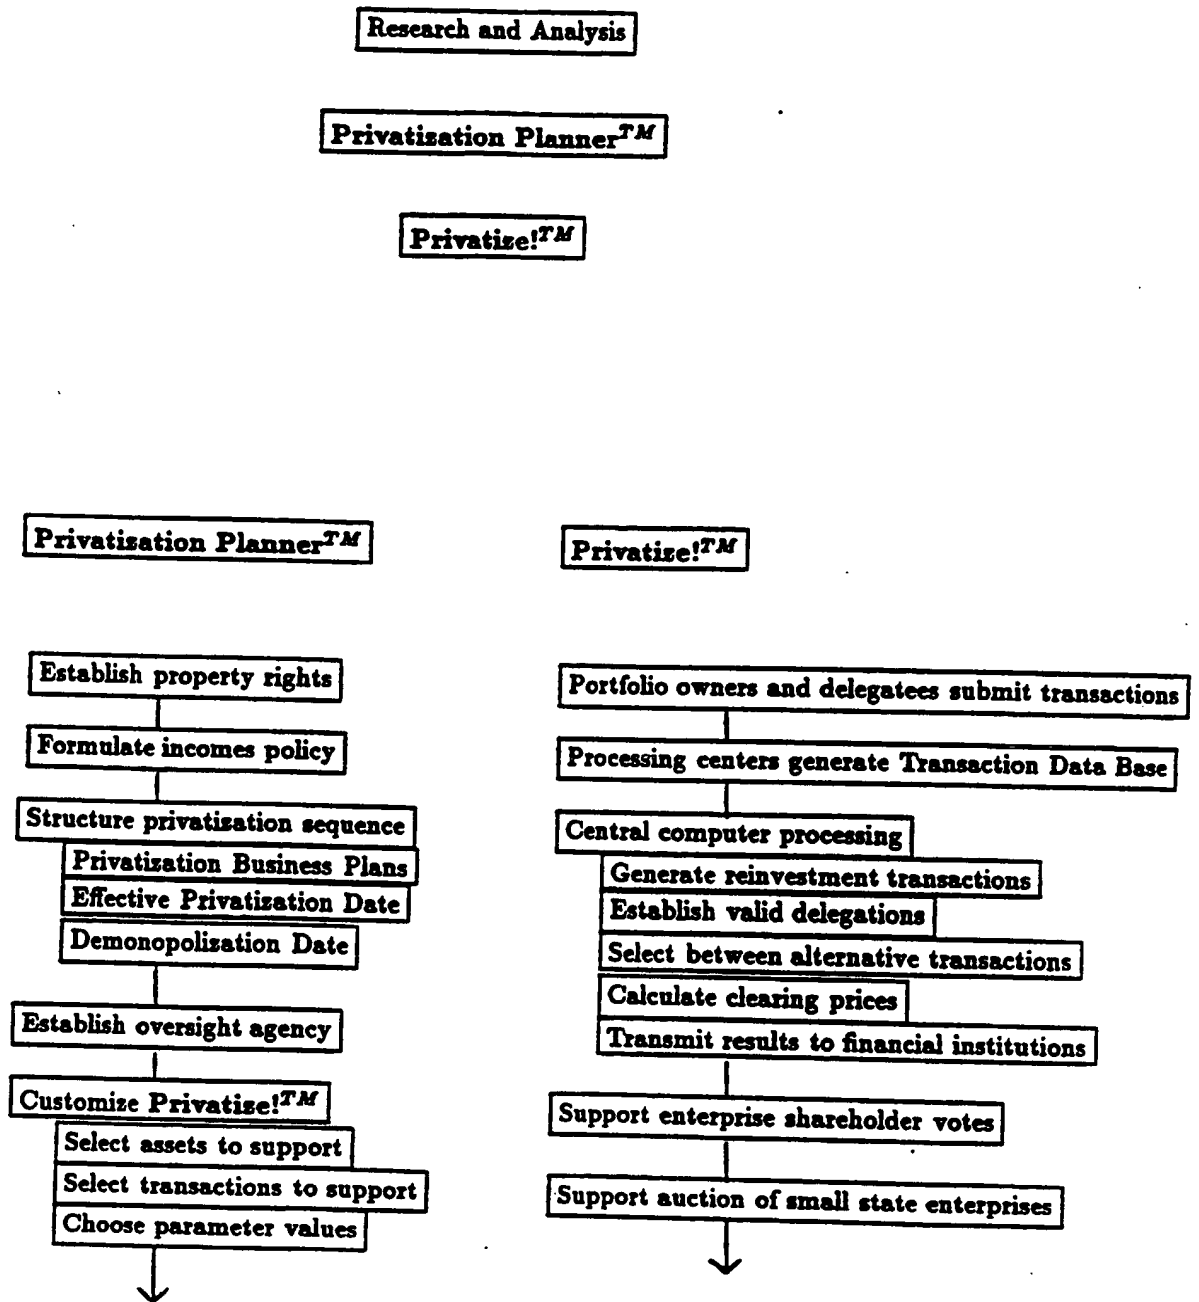 Research and Analysis
Privatization Planner™
Privatize!™
Privatization Planner™
Privatize!™
Establish property rights
Formulate incomes policy
Structure privatization sequence
Privatization Business Plans
Effective Privatization Date
Demonopolization Date
Establish oversight agency
Customize Privatize!™
Select assets to support
Select transactions to support
Choose parameter values
Portfolio owners and delegatees submit transactions
Processing centers generate Transaction Data Base
Central computer processing
Generate reinvestment transactions
Establish valid delegations
Select between alternative transactions
Calculate clearing prices
Transmit results to financial institutions
Support enterprise shareholder votes
Support auction of small state enterprises